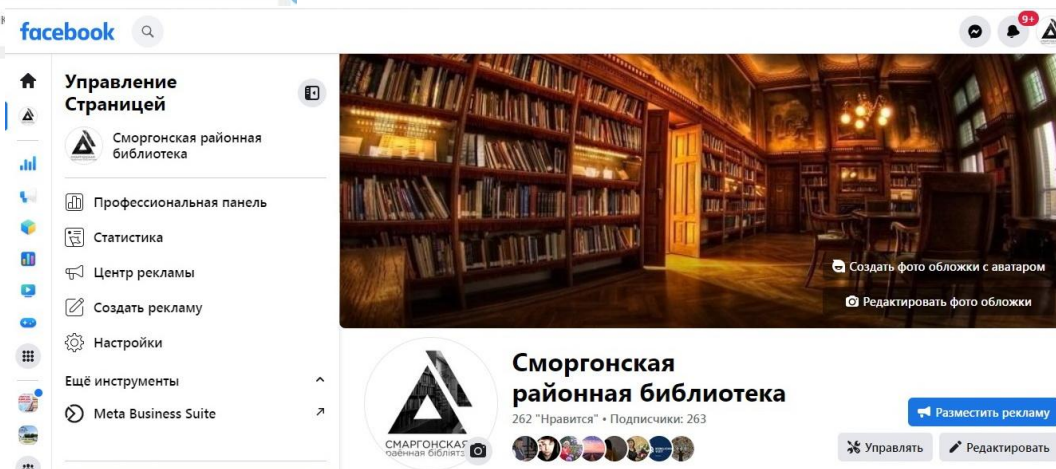 facebook
9+
Управление
Страницей
Сморгонская районная
библиотека
Профессиональная панель
Статистика
Центр рекламы
Создать рекламу
Настройки
Ещё инструменты
Meta Business Suite
Создать фото обложки с аватаром
Редактировать фото обложки
СМАРГОНСКАЯ
раённая бібліятэ
Сморгонская
районная библиотека
262 "Нравится" • Подписчики: 263
Разместить рекламу
Управлять
Редактировать